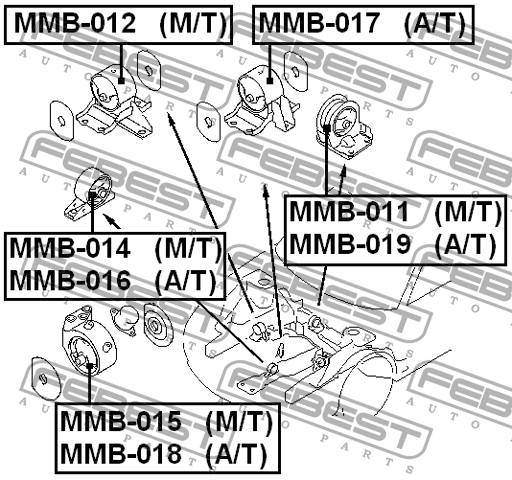 MMB-012 (M/T)
MMB-017 (A/T)
MMB-011 (M/T)
MMB-019 (A/T)
MMB-014 (M/T)
MMB-016 (A/T)
MMB-015 (M/T)
MMB-018 (A/T)
FEBEST
AUTO PARTS